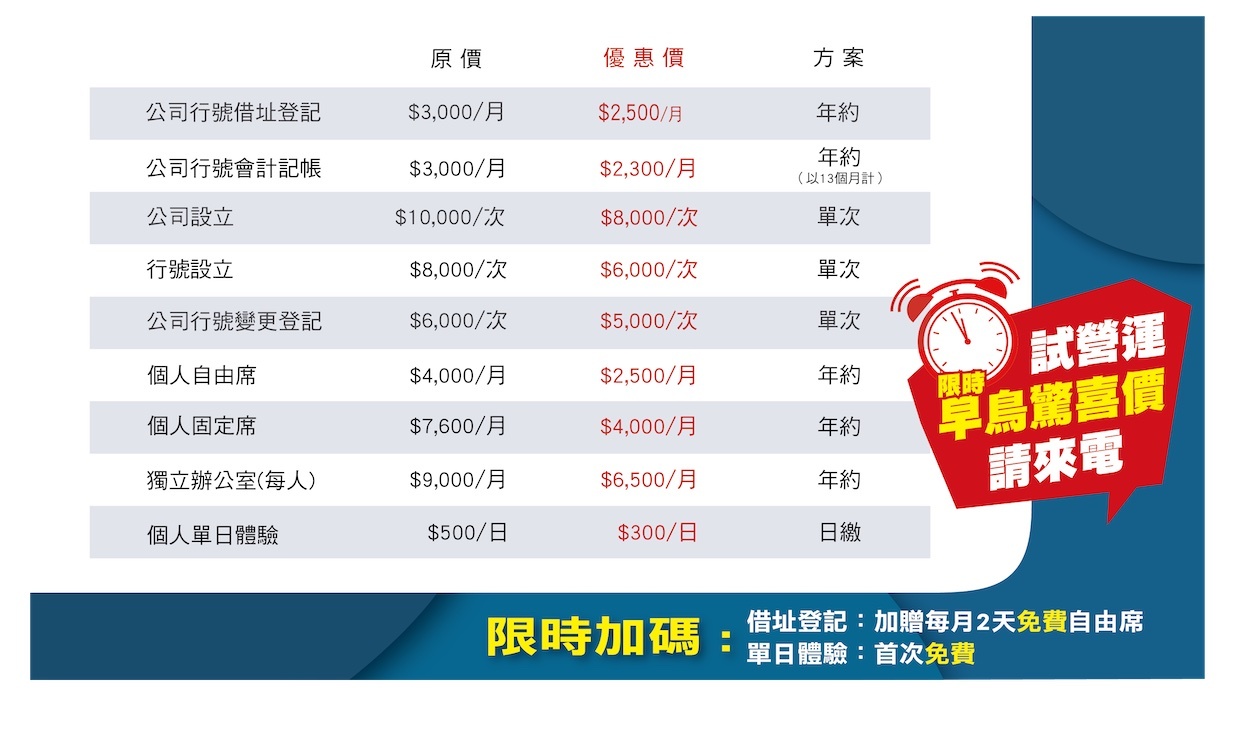 原價 優惠價 方案
公司行號借址登記 $3,000/月 $2,500/月 年約
公司行號會計記帳 $3,000/月 $2,300/月 年約
（以13個月計）
公司設立 $10,000/次 $8,000/次 單次
行號設立 $8,000/次 $6,000/次 單次
公司行號變更登記 $6,000/次 $5,000/次 單次
個人自由席 $4,000/月 $2,500/月 年約
個人固定席 $7,600/月 $4,000/月 年約
獨立辦公室(每人) $9,000/月 $6,500/月 年約
個人單日體驗 $500/日 $300/日 日繳
試營運
限時
早鳥驚喜價
請來電
限時加碼：
借址登記：加贈每月2天免費自由席
單日體驗：首次免費